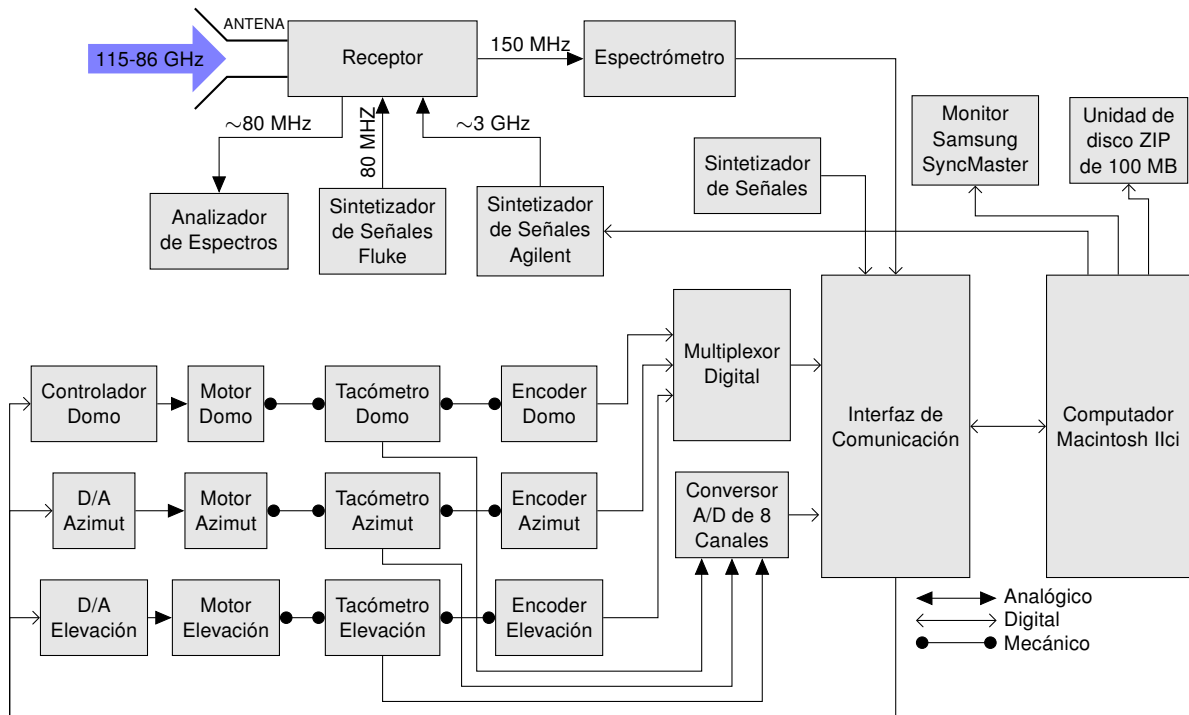 ANTENA
115-86 GHz
Receptor
150 MHz
Espectrómetro
∼80 MHz
80 MHZ
∼3 GHz
Analizador
de Espectros
Sintetizador
de Señales
Fluke
Sintetizador
de Señales
Agilent
Sintetizador
de Señales
Monitor
Samsung
SyncMaster
Unidad de
disco ZIP
de 100 MB
Controlador
Domo
Motor
Domo
Tacómetro
Domo
Encoder
Domo
Multiplexor
Digital
Interfaz de
Comunicación
Computador
Macintosh IIci
D/A
Azimut
Motor
Azimut
Tacómetro
Azimut
Encoder
Azimut
Conversor
A/D de 8
Canales
D/A
Elevación
Motor
Elevación
Tacómetro
Elevación
Encoder
Elevación
Analógico
Digital
Mecánico